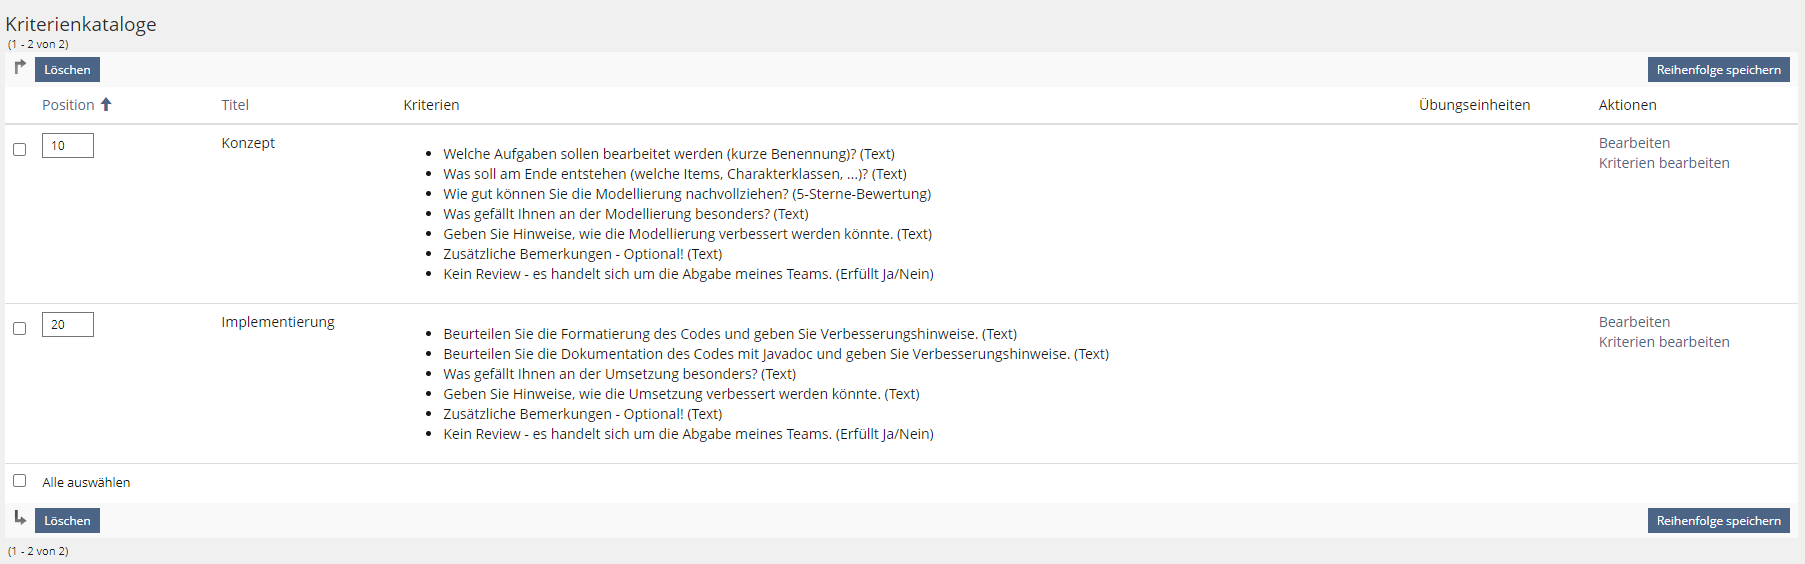 Kriterienkataloge
(1 - 2 von 2)
Löschen Reihenfolge speichern
Position Titel Kriterien Übungseinheiten Aktionen
10 Konzept Bearbeiten
Kriterien bearbeiten
• Welche Aufgaben sollen bearbeitet werden (kurze Benennung)? (Text)
• Was soll am Ende entstehen (welche Items, Charakterklassen, ...)? (Text)
• Wie gut können Sie die Modellierung nachvollziehen? (5-Sterne-Bewertung)
• Was gefällt Ihnen an der Modellierung besonders? (Text)
• Geben Sie Hinweise, wie die Modellierung verbessert werden könnte. (Text)
• Zusätzliche Bemerkungen - Optional! (Text)
• Kein Review - es handelt sich um die Abgabe meines Teams. (Erfüllt Ja/Nein)
20 Implementierung Bearbeiten
Kriterien bearbeiten
• Beurteilen Sie die Formatierung des Codes und geben Sie Verbesserungshinweise. (Text)
• Beurteilen Sie die Dokumentation des Codes mit Javadoc und geben Sie Verbesserungshinweise. (Text)
• Was gefällt Ihnen an der Umsetzung besonders? (Text)
• Geben Sie Hinweise, wie die Umsetzung verbessert werden könnte. (Text)
• Zusätzliche Bemerkungen - Optional! (Text)
• Kein Review - es handelt sich um die Abgabe meines Teams. (Erfüllt Ja/Nein)
Alle auswählen
Löschen Reihenfolge speichern
(1 - 2 von 2)